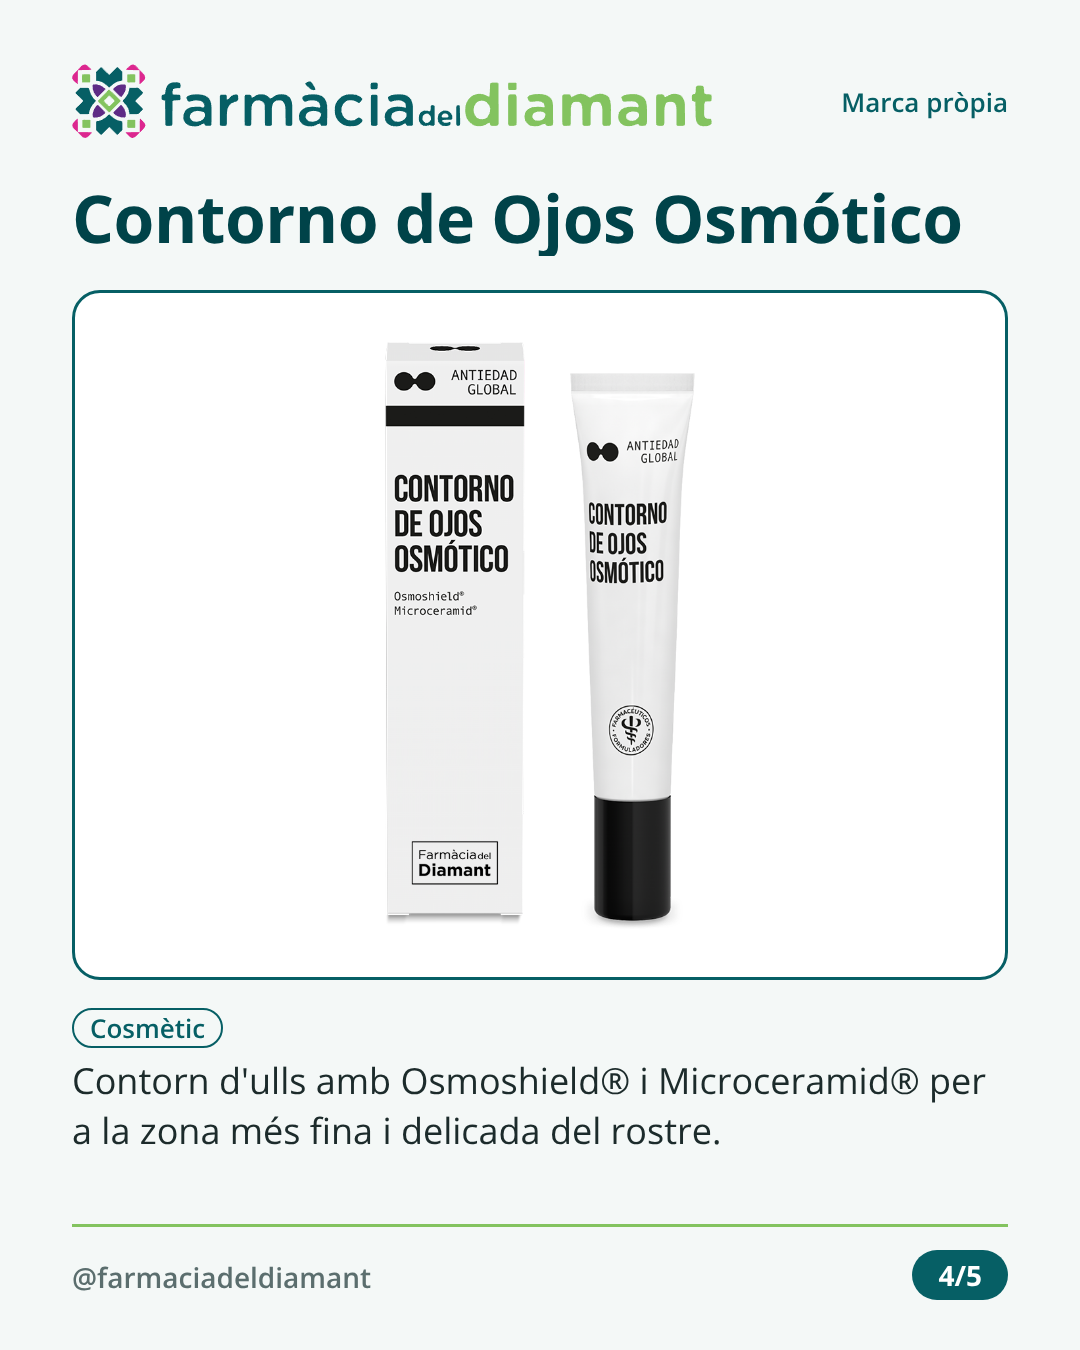 farmàciadeldiamant
Marca pròpia
Contorno de Ojos Osmótico
ANTIEDAD
GLOBAL
CONTORNO
DE OJOS
OSMÓTICO
Osmoshield®
Microceramid®
Farmàciadel
Diamant
ANTIEDAD
GLOBAL
CONTORNO
DE OJOS
OSMÓTICO
FARMACÉUTICOS
FORMULADORES
Cosmètic
Contorn d'ulls amb Osmoshield® i Microceramid® per
a la zona més fina i delicada del rostre.
@farmaciadeldiamant
4/5